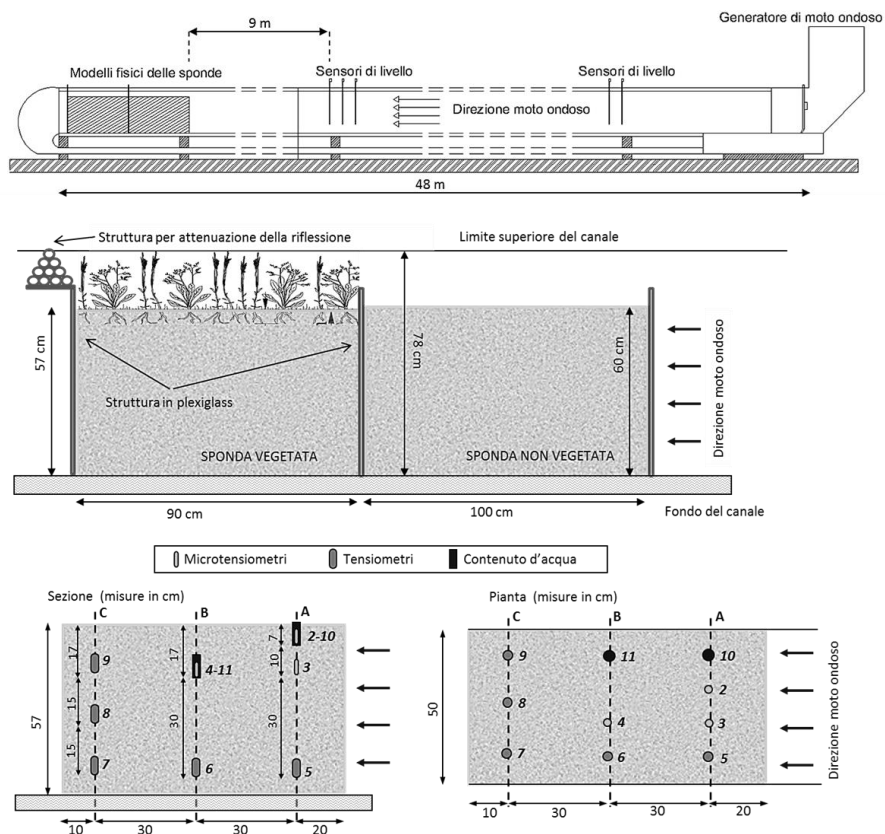 Generatore di moto ondoso
9 m
Modelli fisici delle sponde
Sensori di livello
Sensori di livello
Direzione moto ondoso
48 m
Struttura per attenuazione della riflessione
Limite superiore del canale
57 cm
78 cm
60 cm
Direzione moto ondoso
Struttura in plexiglass
SPONDA VEGETATA
SPONDA NON VEGETATA
90 cm
100 cm
Fondo del canale
Microtensiometri
Tensiometri
Contenuto d'acqua
Sezione (misure in cm)
C
B
A
17
17
7
2-10
9
4-11
10
3
57
15
8
30
30
15
7
6
5
10
30
30
20
Pianta (misure in cm)
C
B
A
9
11
10
2
8
50
4
3
7
6
5
Direzione moto ondoso
10
30
30
20